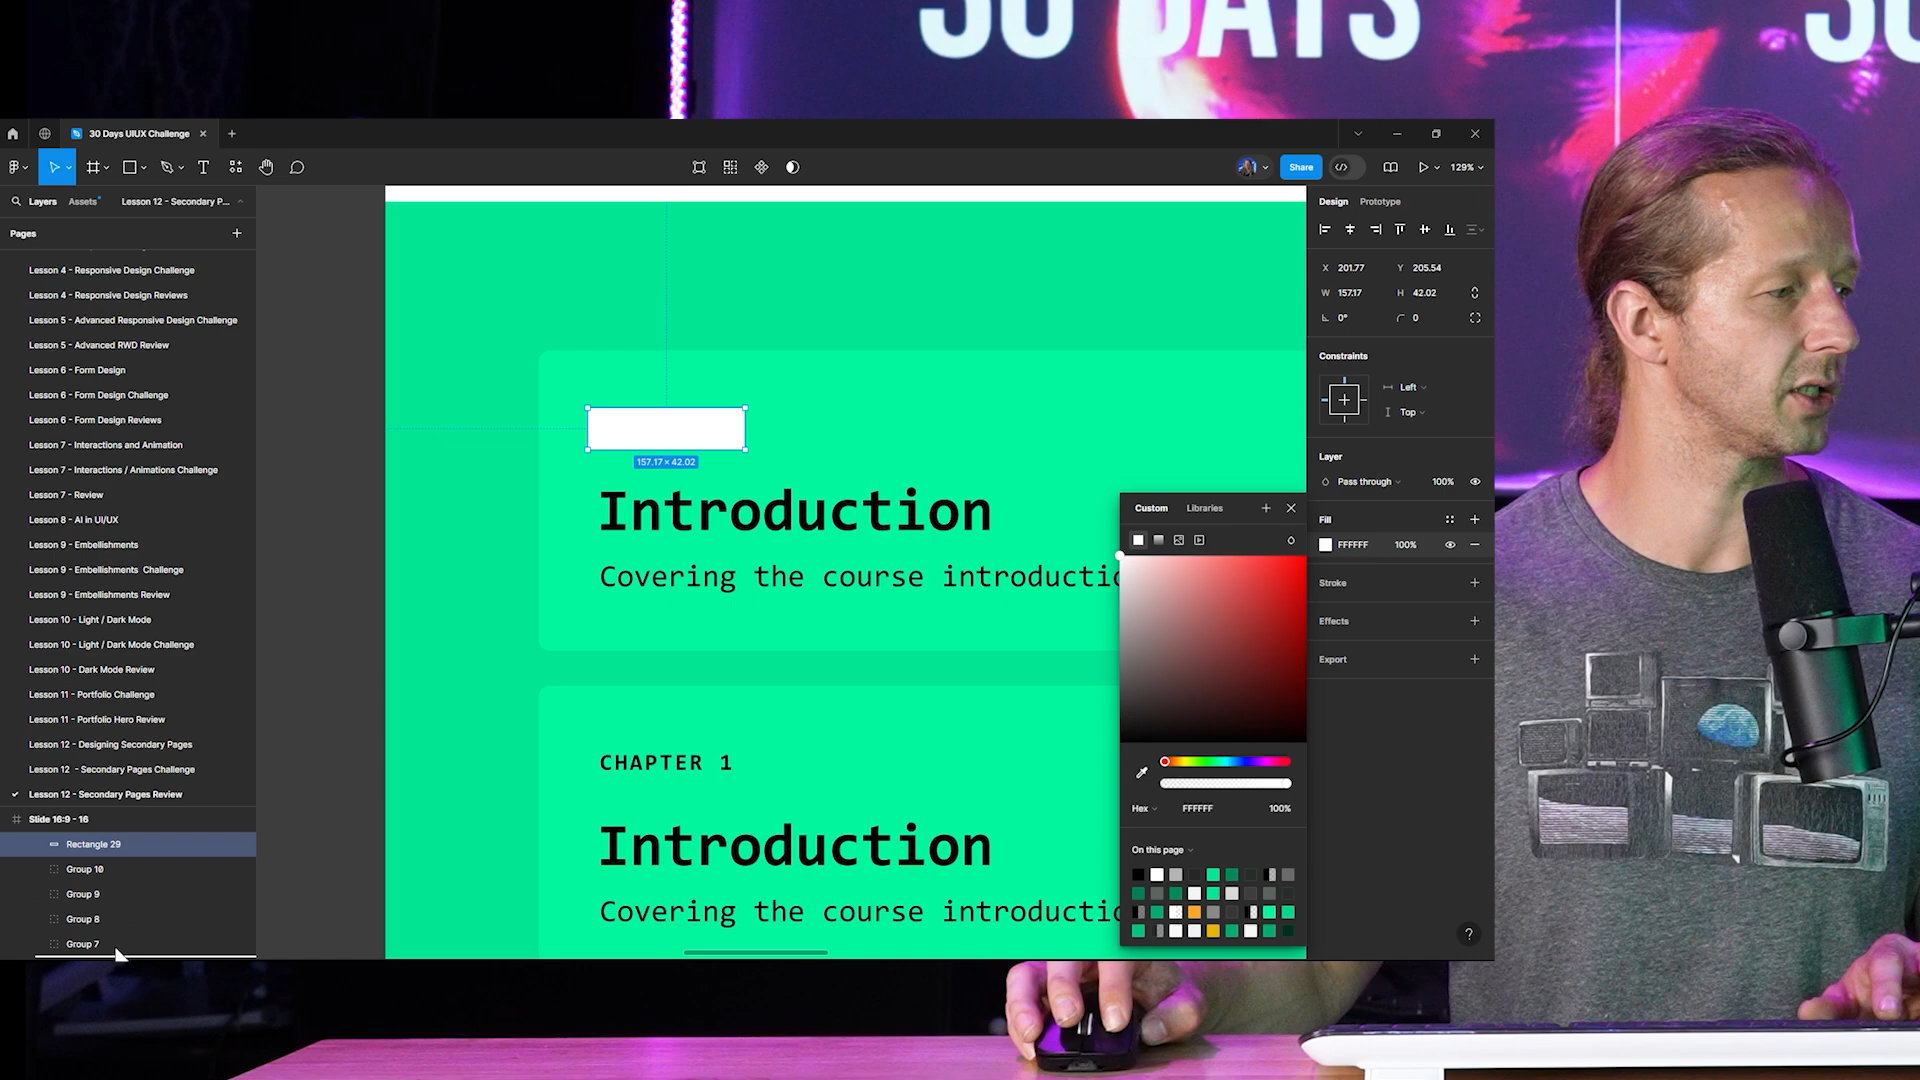 30 DAYS
30
30 Days UIUX Challenge
Share
129%
Layers
Assets
Lesson 12 - Secondary P...
Design
Prototype
Pages
Lesson 4 - Responsive Design Challenge
Lesson 4 - Responsive Design Reviews
Lesson 5 - Advanced Responsive Design Challenge
Lesson 5 - Advanced RWD Review
Lesson 6 - Form Design
Lesson 6 - Form Design Challenge
Lesson 6 - Form Design Reviews
Lesson 7 - Interactions and Animation
Lesson 7 - Interactions / Animations Challenge
Lesson 7 - Review
Lesson 8 - AI in UI/UX
Lesson 9 - Embellishments
Lesson 9 - Embellishments Challenge
Lesson 9 - Embellishments Review
Lesson 10 - Light / Dark Mode
Lesson 10 - Light / Dark Mode Challenge
Lesson 10 - Dark Mode Review
Lesson 11 - Portfolio Challenge
Lesson 11 - Portfolio Hero Review
Lesson 12 - Designing Secondary Pages
Lesson 12 - Secondary Pages Challenge
Lesson 12 - Secondary Pages Review
Slide 16:9 - 16
Rectangle 29
Group 10
Group 9
Group 8
Group 7
157.17 × 42.02
Introduction
Covering the course introductio
CHAPTER 1
Introduction
Covering the course introductio
Custom
Libraries
Hex
FFFFFF
100%
On this page
X 201.77 Y 205.54
W 157.17 H 42.02
0° 0
Constraints
Left
Top
Layer
Pass through 100%
Fill
FFFFFF 100%
Stroke
Effects
Export
?